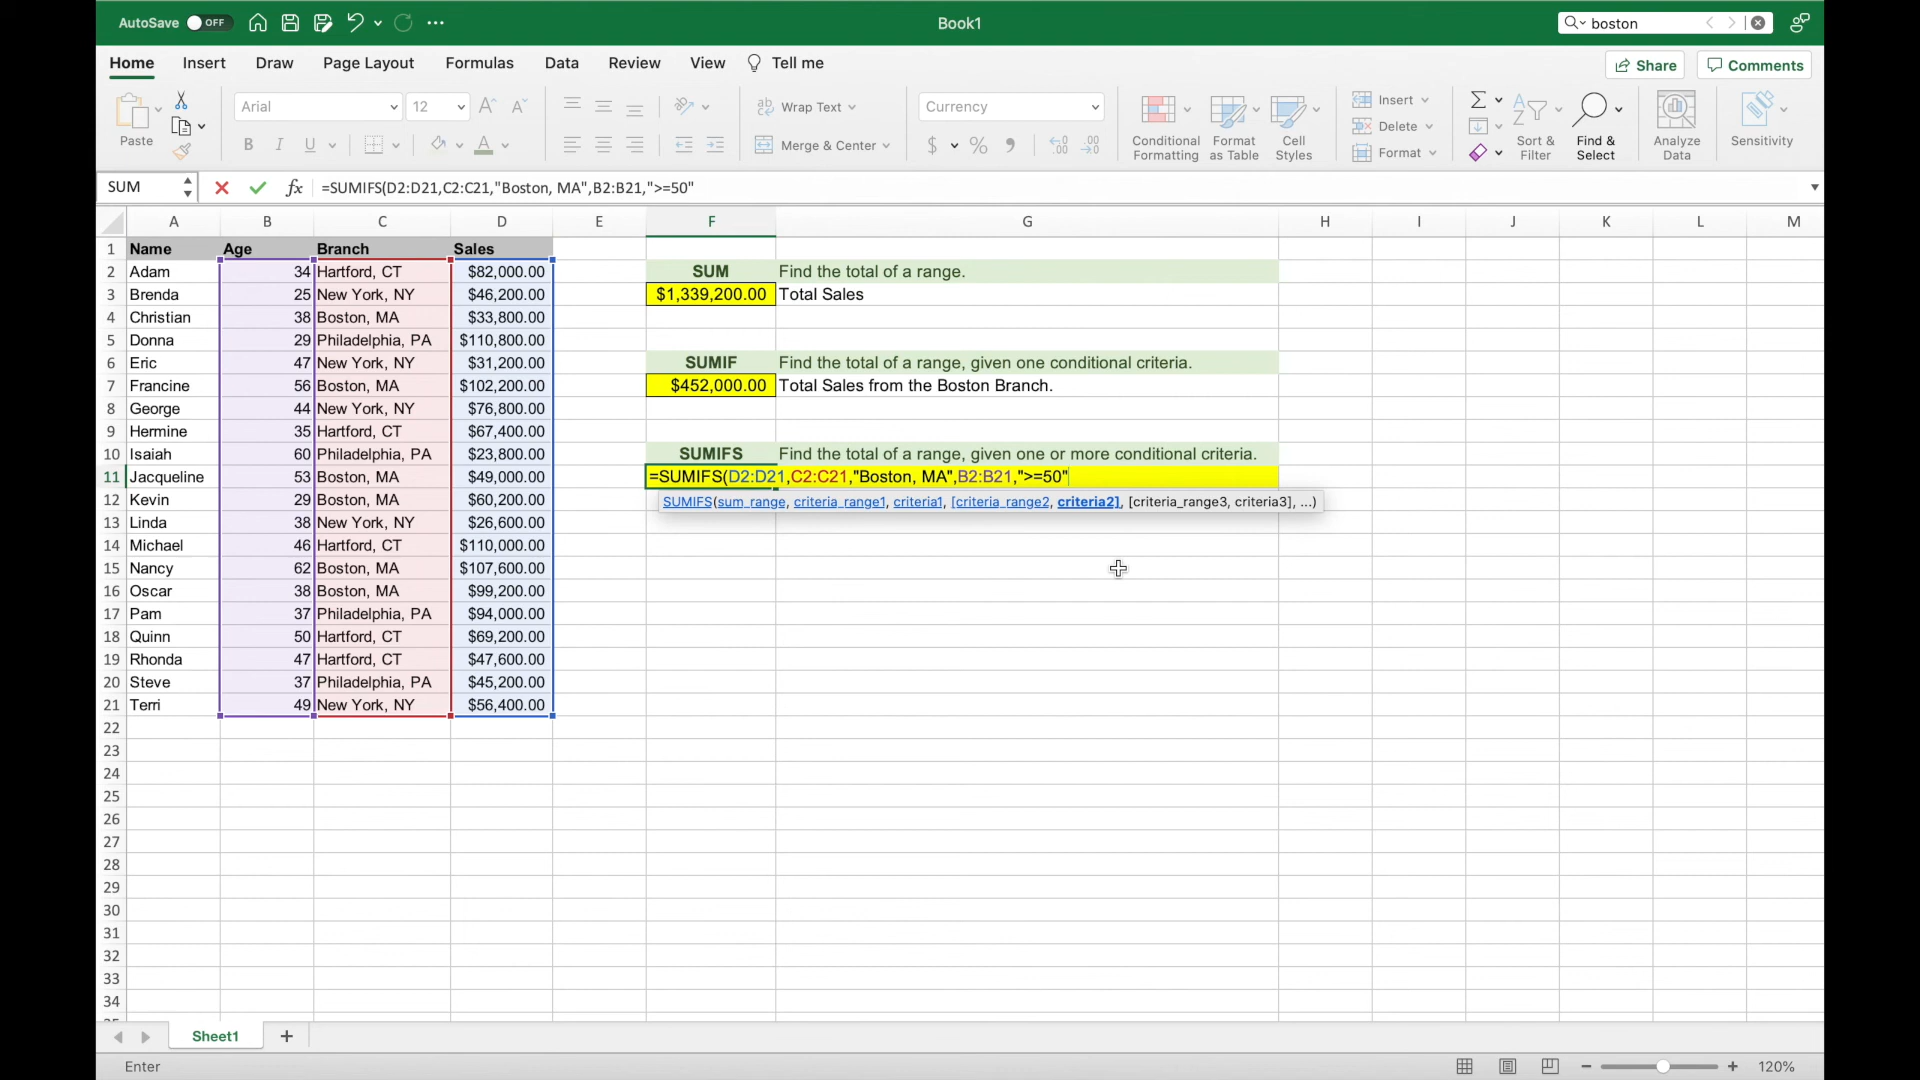 AutoSave OFF Book1 boston
Home Insert Draw Page Layout Formulas Data Review View Tell me Share Comments
Paste Arial 12 Wrap Text Merge & Center Currency $ % Conditional Formatting Format as Table Cell Styles Insert Delete Format Sort & Filter Find & Select Analyze Data Sensitivity
B I U A
SUM fx =SUMIFS(D2:D21,C2:C21,"Boston, MA",B2:B21,">=50"
A B C D E F G H I J K L M
1 Name Age Branch Sales
2 Adam 34 Hartford, CT $82,000.00 SUM Find the total of a range.
3 Brenda 25 New York, NY $46,200.00 $1,339,200.00 Total Sales
4 Christian 38 Boston, MA $33,800.00
5 Donna 29 Philadelphia, PA $110,800.00
6 Eric 47 New York, NY $31,200.00 SUMIF Find the total of a range, given one conditional criteria.
7 Francine 56 Boston, MA $102,200.00 $452,000.00 Total Sales from the Boston Branch.
8 George 44 New York, NY $76,800.00
9 Hermine 35 Hartford, CT $67,400.00
10 Isaiah 60 Philadelphia, PA $23,800.00 SUMIFS Find the total of a range, given one or more conditional criteria.
11 Jacqueline 53 Boston, MA $49,000.00 =SUMIFS(D2:D21,C2:C21,"Boston, MA",B2:B21,">=50"
12 Kevin 29 Boston, MA $60,200.00 SUMIFS(sum_range, criteria_range1, criteria1, [criteria_range2, criteria2], [criteria_range3, criteria3], ...)
13 Linda 38 New York, NY $26,600.00
14 Michael 46 Hartford, CT $110,000.00
15 Nancy 62 Boston, MA $107,600.00
16 Oscar 38 Boston, MA $99,200.00
17 Pam 37 Philadelphia, PA $94,000.00
18 Quinn 50 Hartford, CT $69,200.00
19 Rhonda 47 Hartford, CT $47,600.00
20 Steve 37 Philadelphia, PA $45,200.00
21 Terri 49 New York, NY $56,400.00
22
23
24
25
26
27
28
29
30
31
32
33
34
Sheet1 +
Enter 120%